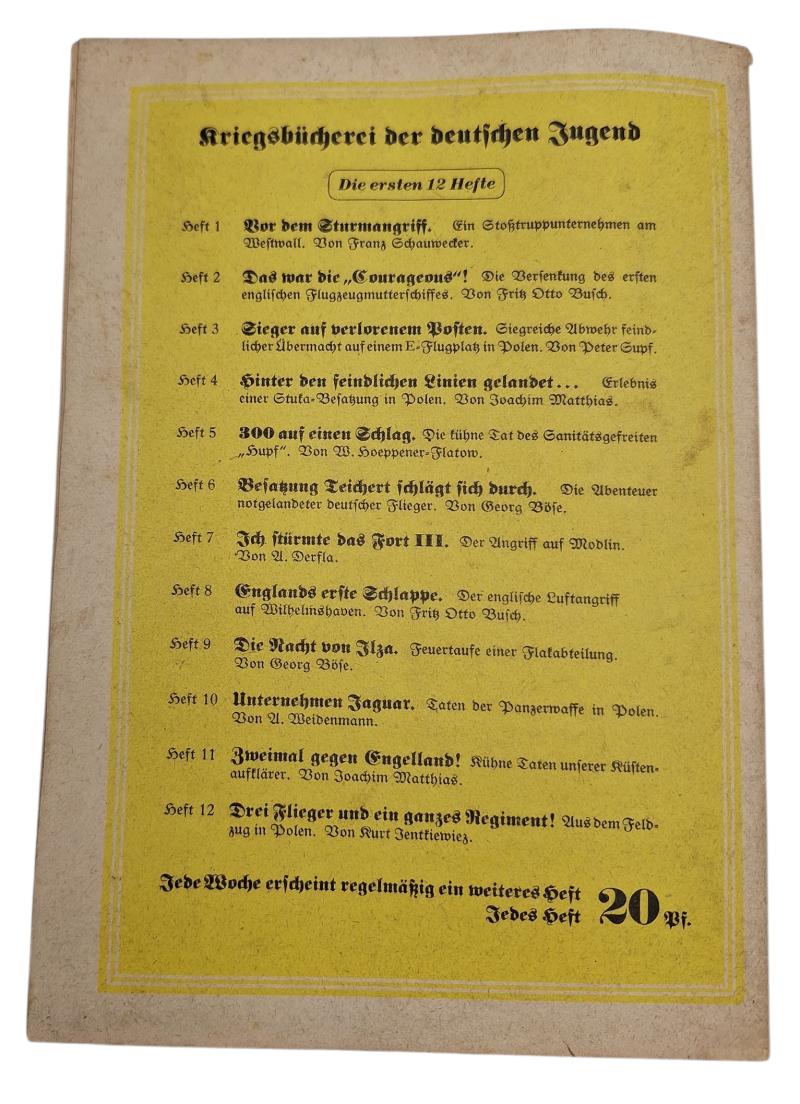 Kriegsbücherei der deutschen Jugend
Die ersten 12 Hefte
Heft 1 Vor dem Sturmangriff. Ein Stoßtruppunternehmen am
Westwall. Von Franz Schauwecker.
Heft 2 Das war die „Courageous“! Die Versenkung des ersten
englischen Flugzeugmutterschiffes. Von Fritz Otto Busch.
Heft 3 Sieger auf verlorenem Posten. Siegreiche Abwehr feind-
licher Übermacht auf einem E-Flugplatz in Polen. Von Peter Supf.
Heft 4 Hinter den feindlichen Linien gelandet... Erlebnis
einer Stuka-Besatzung in Polen. Von Joachim Matthias.
Heft 5 300 auf einen Schlag. Die kühne Tat des Sanitätsgefreiten
„Hupf“. Von W. Hoeppener-Flatow.
Heft 6 Besatzung Teichert schlägt sich durch. Die Abenteuer
notgelandeter deutscher Flieger. Von Georg Böse.
Heft 7 Ich stürmte das Fort III. Der Angriff auf Modlin.
Von A. Derfla.
Heft 8 Englands erste Schlappe. Der englische Luftangriff
auf Wilhelmshaven. Von Fritz Otto Busch.
Heft 9 Die Nacht von Ilza. Feuertaufe einer Flakabteilung.
Von Georg Böse.
Heft 10 Unternehmen Jaguar. Taten der Panzerwaffe in Polen.
Von A. Weidenmann.
Heft 11 Zweimal gegen Engelland! Kühne Taten unserer Küsten-
aufklärer. Von Joachim Matthias.
Heft 12 Drei Flieger und ein ganzes Regiment! Aus dem Feld-
zug in Polen. Von Kurt Jentkiewicz.
Jede Woche erscheint regelmäßig ein weiteres Heft
Jedes Heft 20 Pf.